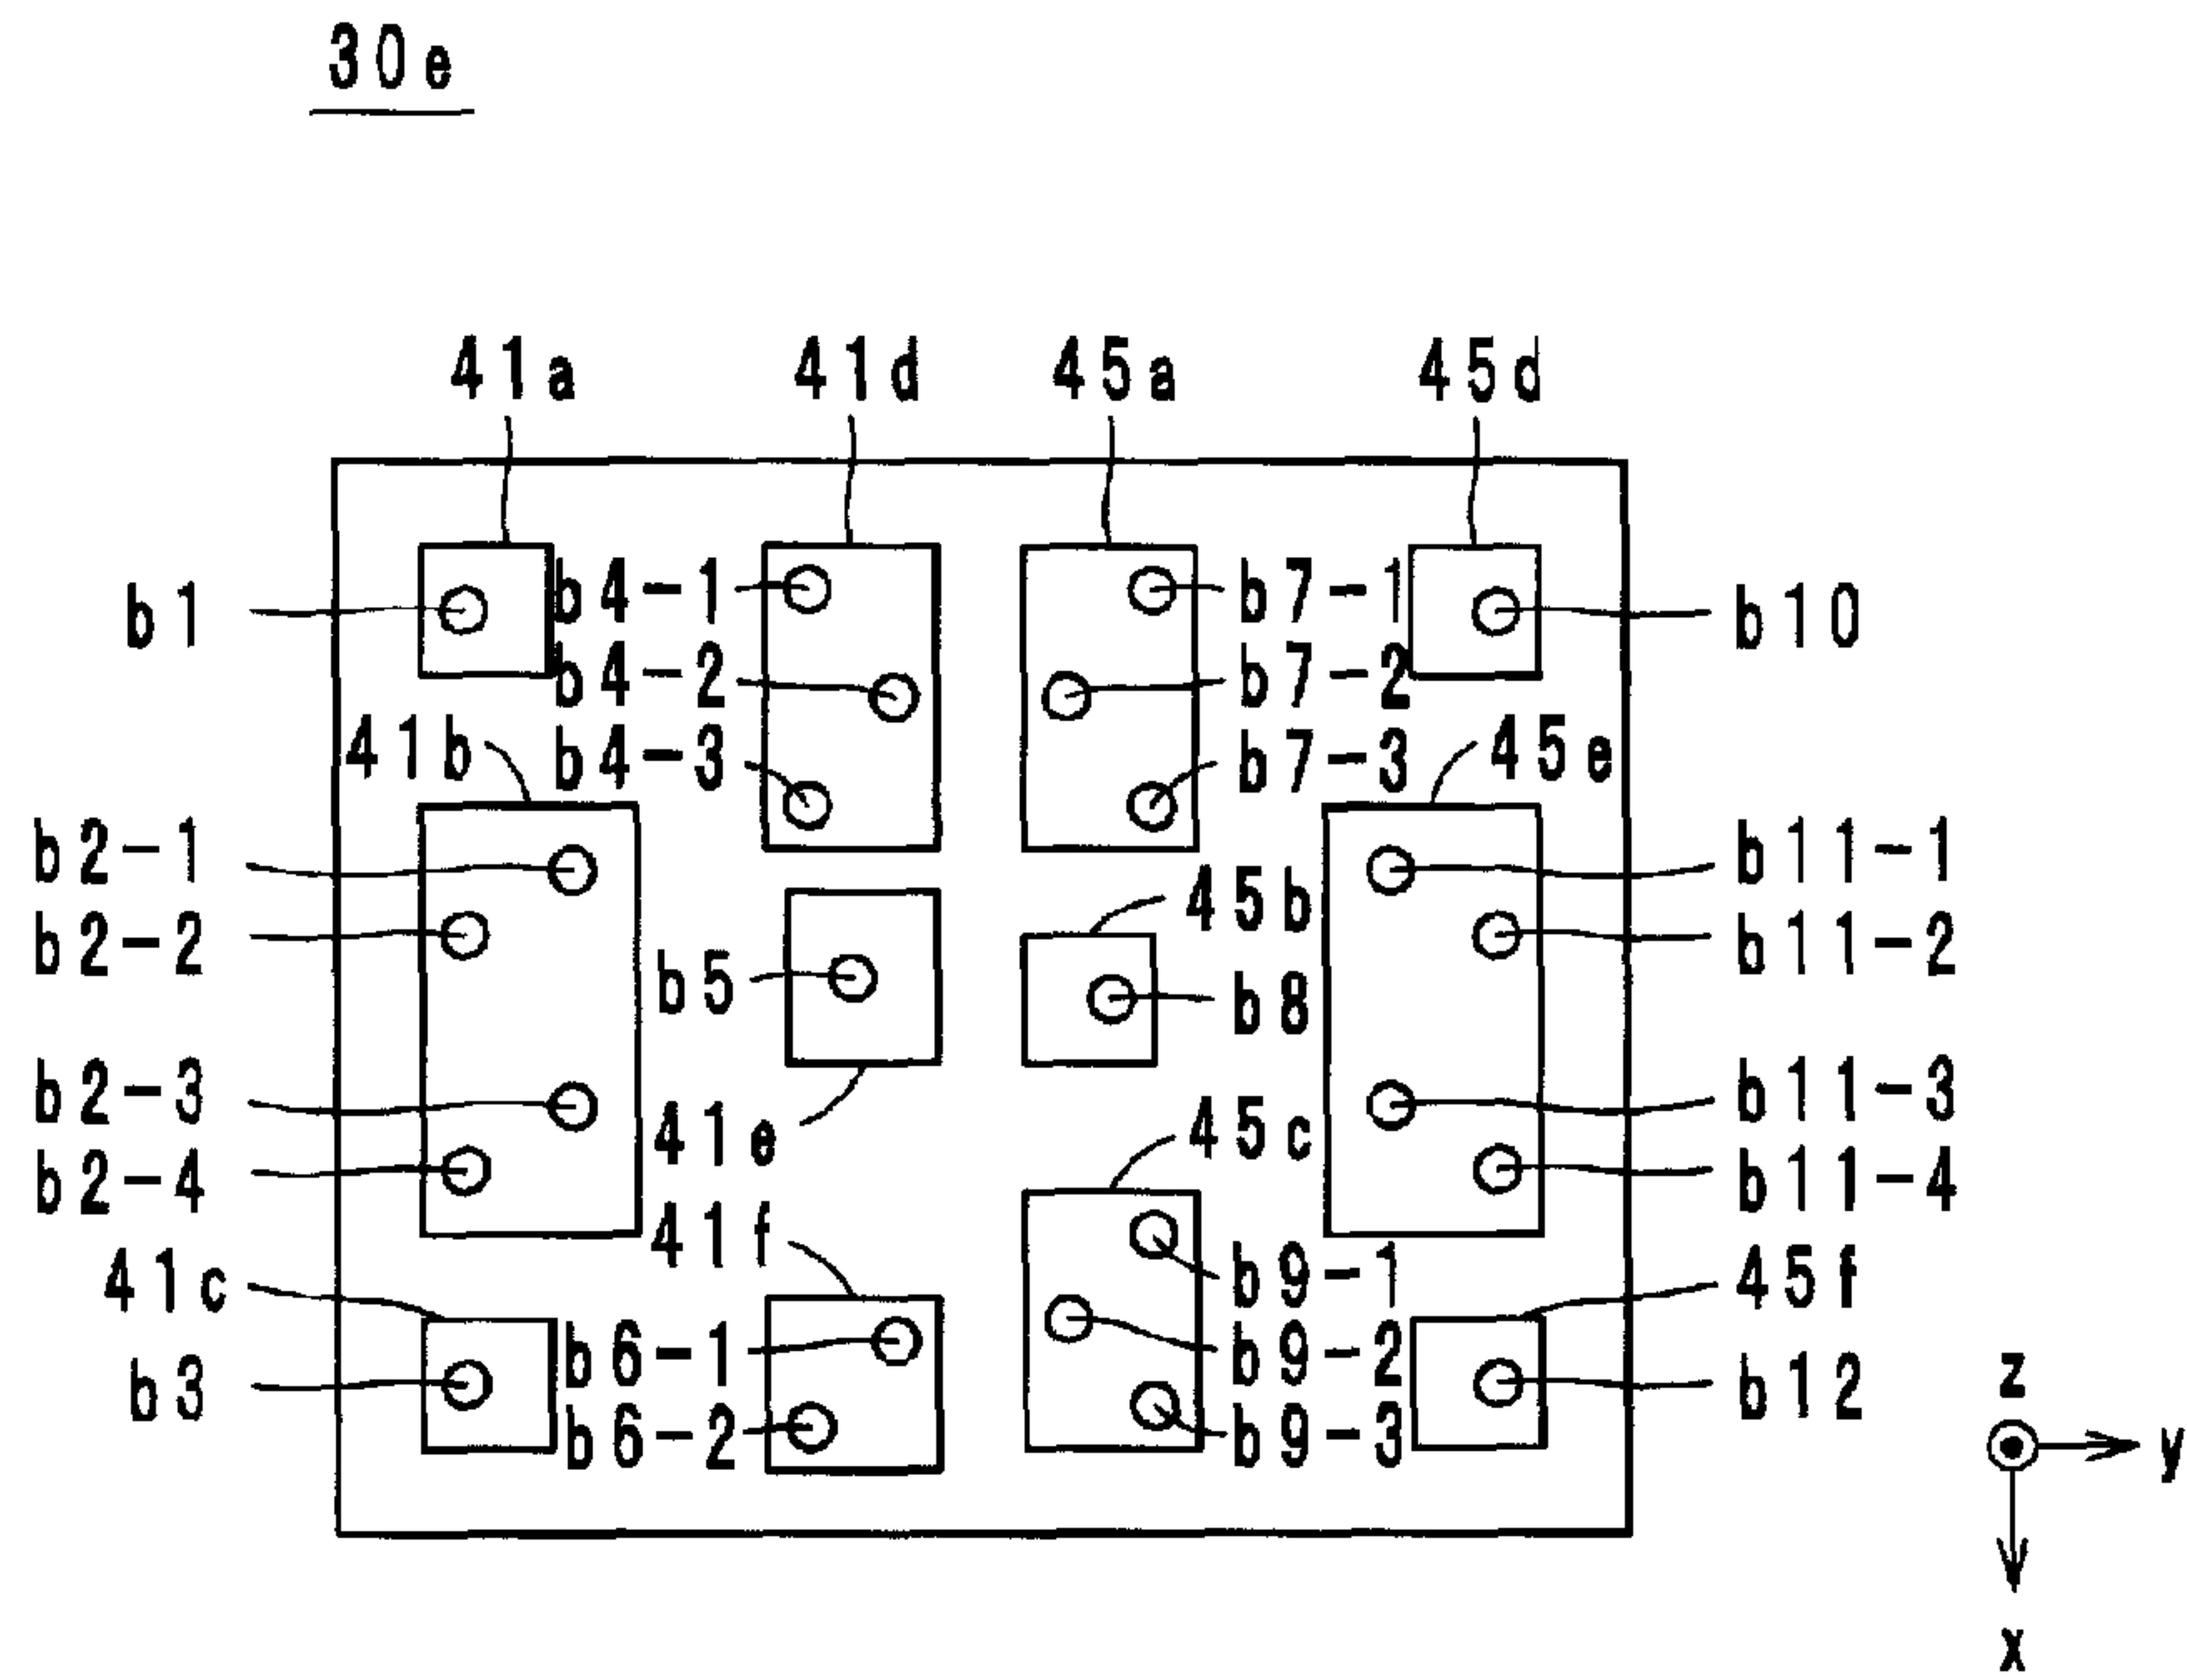 30e
41a 41d 45a 45d
b1 b4-1 b7-1 b10
b4-2 b7-2
41b b4-3 b7-3 45e
b2-1 b11-1
45b
b2-2 b11-2
b5 b8
b2-3 b11-3
41e 45c
b2-4 b11-4
41f
41c b9-1 45f
b3 b6-1 b9-2 b12 z
b6-2 b9-3 y
x